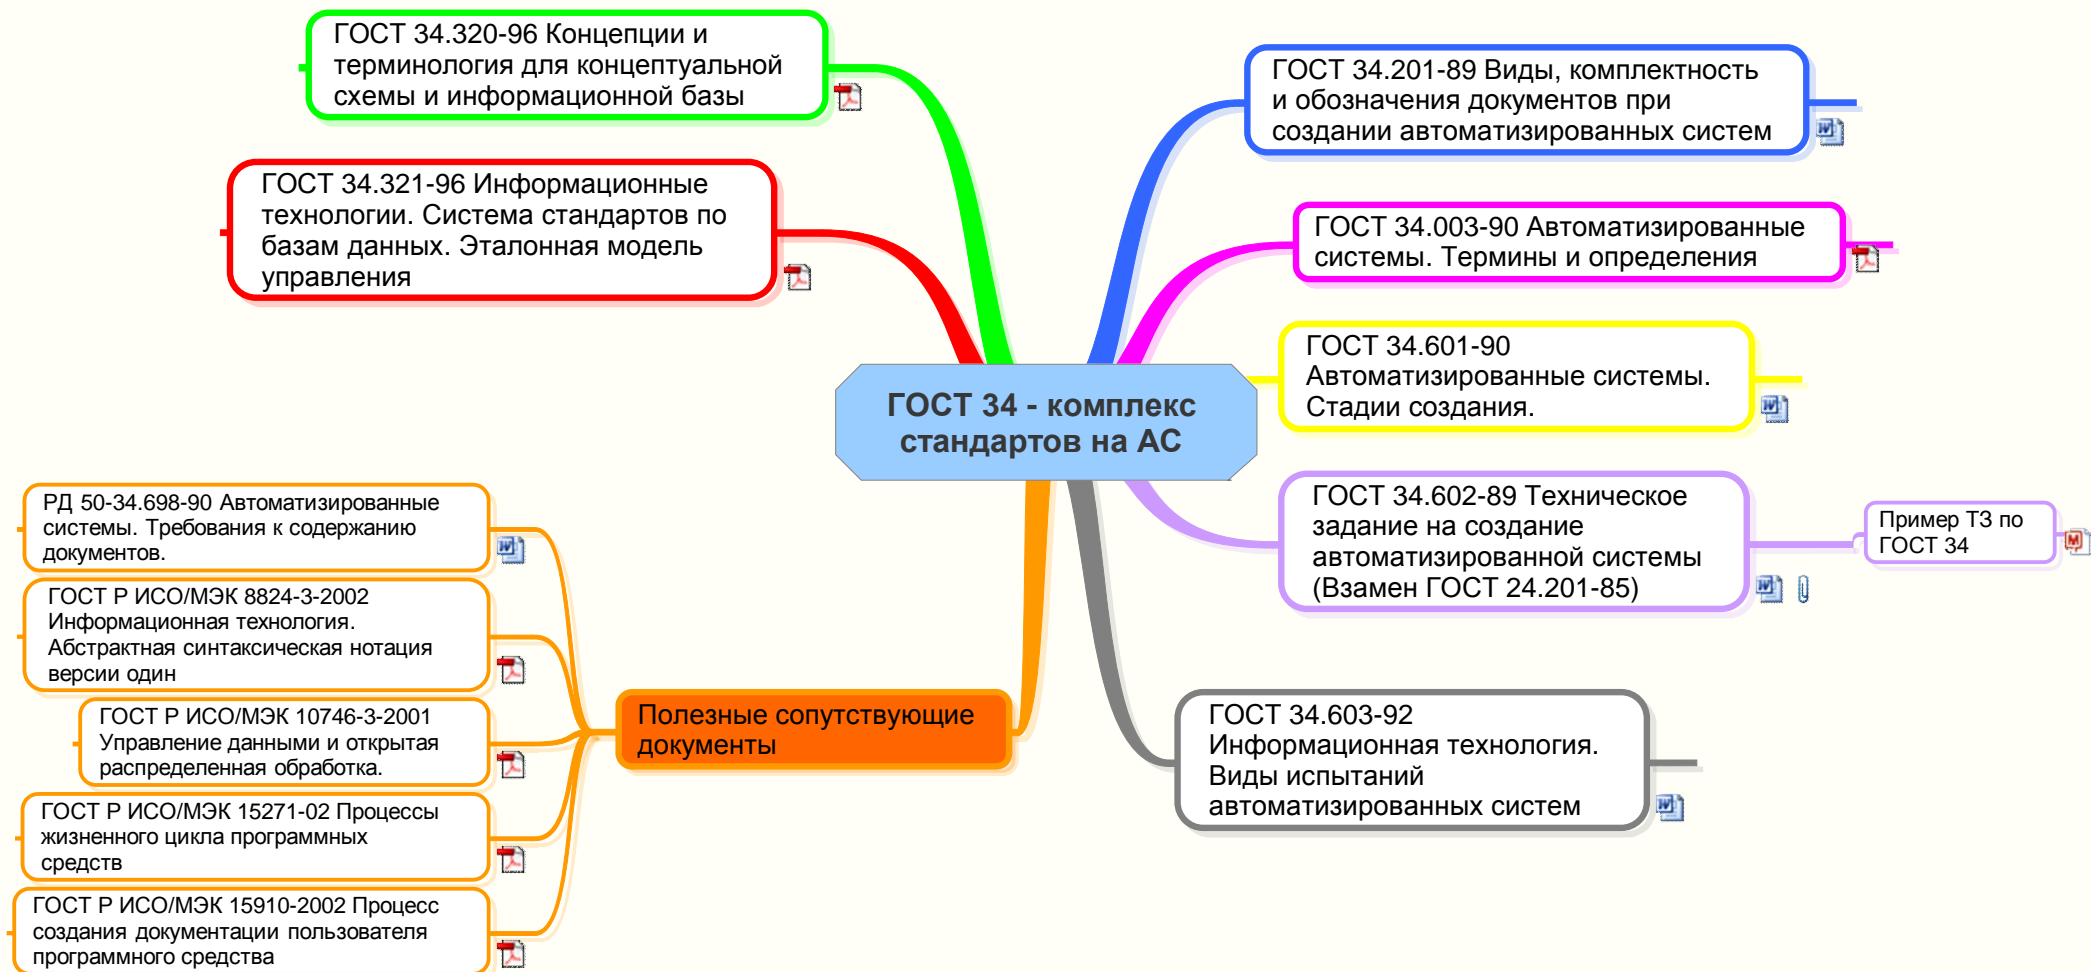 ГОСТ 34.320-96 Концепции и
терминология для концептуальной
схемы и информационной базы
ГОСТ 34.321-96 Информационные
технологии. Система стандартов по
базам данных. Эталонная модель
управления
ГОСТ 34.201-89 Виды, комплектность
и обозначения документов при
создании автоматизированных систем
ГОСТ 34.003-90 Автоматизированные
системы. Термины и определения
ГОСТ 34.601-90
Автоматизированные системы.
Стадии создания.
ГОСТ 34 - комплекс
стандартов на АС
ГОСТ 34.602-89 Техническое
задание на создание
автоматизированной системы
(Взамен ГОСТ 24.201-85)
Пример ТЗ по
ГОСТ 34
ГОСТ 34.603-92
Информационная технология.
Виды испытаний
автоматизированных систем
Полезные сопутствующие
документы
РД 50-34.698-90 Автоматизированные
системы. Требования к содержанию
документов.
ГОСТ Р ИСО/МЭК 8824-3-2002
Информационная технология.
Абстрактная синтаксическая нотация
версии один
ГОСТ Р ИСО/МЭК 10746-3-2001
Управление данными и открытая
распределенная обработка.
ГОСТ Р ИСО/МЭК 15271-02 Процессы
жизненного цикла программных
средств
ГОСТ Р ИСО/МЭК 15910-2002 Процесс
создания документации пользователя
программного средства